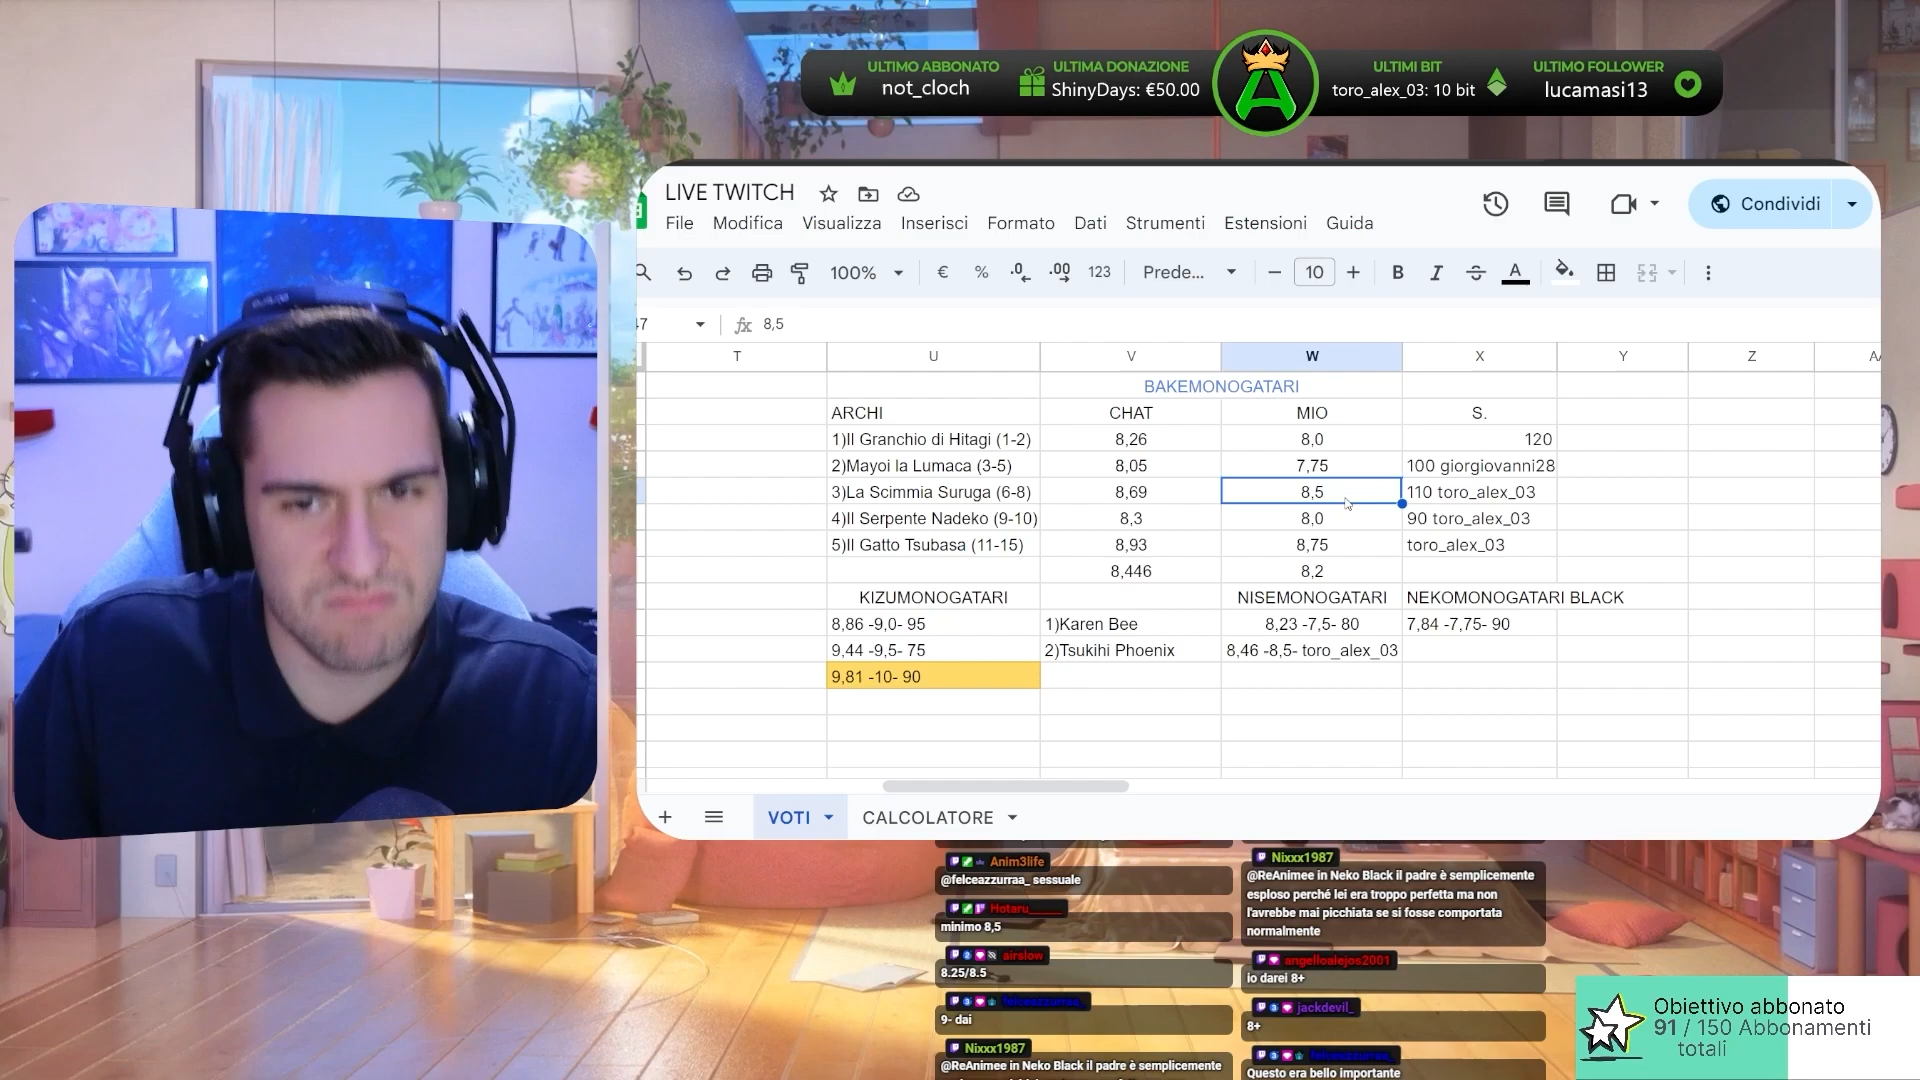 ULTIMO ABBONATO
not_cloch
ULTIMA DONAZIONE
ShinyDays: €50.00
ULTIMI BIT
toro_alex_03: 10 bit
ULTIMO FOLLOWER
lucamasi13
LIVE TWITCH
File Modifica Visualizza Inserisci Formato Dati Strumenti Estensioni Guida
Condividi
100% € % .0 .00 123 Prede... 10 B I A
fx 8,5
T U V W X Y Z
BAKEMONOGATARI
ARCHI CHAT MIO S.
1)Il Granchio di Hitagi (1-2) 8,26 8,0 120
2)Mayoi la Lumaca (3-5) 8,05 7,75 100 giorgiovanni28
3)La Scimmia Suruga (6-8) 8,69 8,5 110 toro_alex_03
4)Il Serpente Nadeko (9-10) 8,3 8,0 90 toro_alex_03
5)Il Gatto Tsubasa (11-15) 8,93 8,75 toro_alex_03
8,446 8,2
KIZUMONOGATARI NISEMONOGATARI NEKOMONOGATARI BLACK
8,86 -9,0- 95 1)Karen Bee 8,23 -7,5- 80 7,84 -7,75- 90
9,44 -9,5- 75 2)Tsukihi Phoenix 8,46 -8,5- toro_alex_03
9,81 -10- 90
VOTI CALCOLATORE
Anim3life
@felceazzurraa_ sessuale
Hotaru_____
minimo 8,5
airslow
8.25/8.5
felceazzurraa_
9- dai
Nixxx1987
@ReAnimee in Neko Black il padre è semplicemente
Nixxx1987
@ReAnimee in Neko Black il padre è semplicemente
esploso perché lei era troppo perfetta ma non
l'avrebbe mai picchiata se si fosse comportata
normalmente
angelloalejos2001
io darei 8+
jackdevil_
8+
felceazzurraa_
Questo era bello importante
Obiettivo abbonato
91 / 150 Abbonamenti
totali